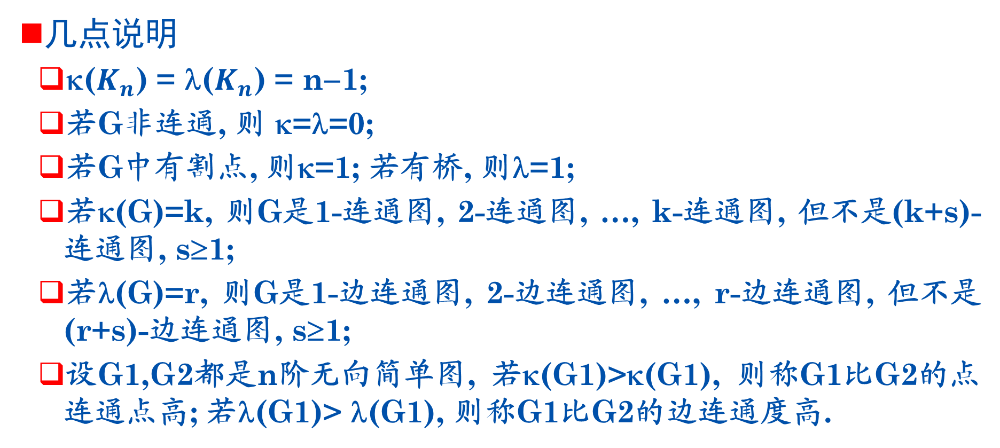 几点说明
κ(Kₙ) = λ(Kₙ) = n–1;
若G非连通, 则 κ=λ=0;
若G中有割点, 则κ=1; 若有桥, 则λ=1;
若κ(G)=k, 则G是1-连通图, 2-连通图, …, k-连通图, 但不是(k+s)-
连通图, s≥1;
若λ(G)=r, 则G是1-边连通图, 2-边连通图, …, r-边连通图, 但不是
(r+s)-边连通图, s≥1;
设G1,G2都是n阶无向简单图, 若κ(G1)>κ(G1), 则称G1比G2的点
连通点高; 若λ(G1)> λ(G1), 则称G1比G2的边连通度高.